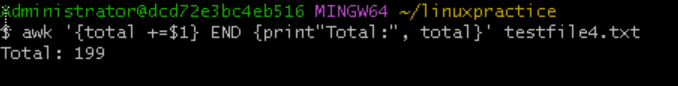 Administrator@dcd72e3bc4eb516 MINGW64 ~/linuxpractice
$ awk '{total +=$1} END {print"Total:", total}' testfile4.txt
Total: 199